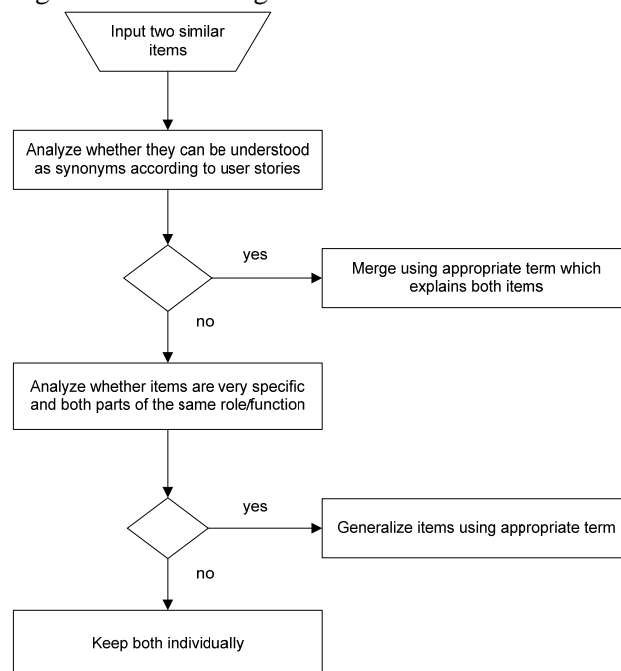 Input two similar
items
Analyze whether they can be understood
as synonyms according to user stories
yes
Merge using appropriate term which
explains both items
no
Analyze whether items are very specific
and both parts of the same role/function
yes
Generalize items using appropriate term
no
Keep both individually